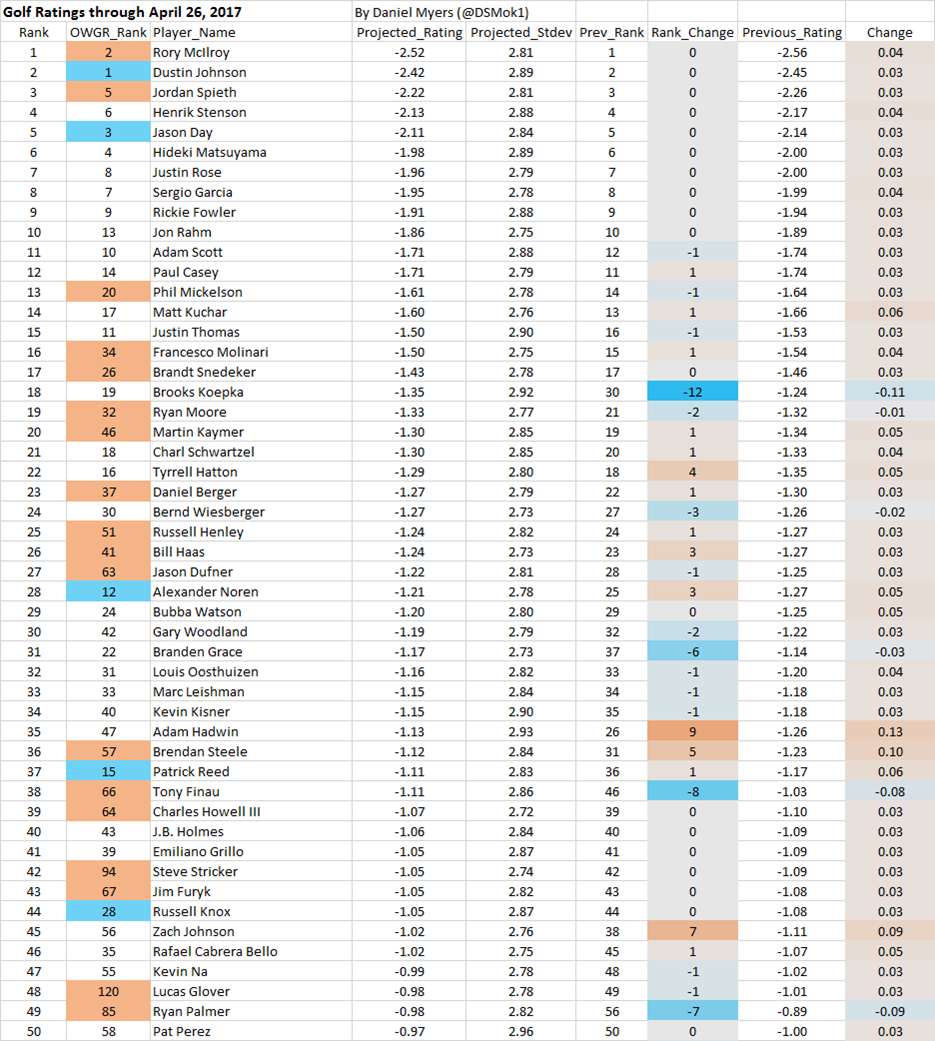 Golf Ratings through April 26, 2017 By Daniel Myers (@DSMok1)
Rank OWGR_Rank Player_Name Projected_Rating Projected_Stdev Prev_Rank Rank_Change Previous_Rating Change
1 2 Rory McIlroy -2.52 2.81 1 0 -2.56 0.04
2 1 Dustin Johnson -2.42 2.89 2 0 -2.45 0.03
3 5 Jordan Spieth -2.22 2.81 3 0 -2.26 0.03
4 6 Henrik Stenson -2.13 2.88 4 0 -2.17 0.04
5 3 Jason Day -2.11 2.84 5 0 -2.14 0.03
6 4 Hideki Matsuyama -1.98 2.89 6 0 -2.00 0.03
7 8 Justin Rose -1.96 2.79 7 0 -2.00 0.03
8 7 Sergio Garcia -1.95 2.78 8 0 -1.99 0.04
9 9 Rickie Fowler -1.91 2.88 9 0 -1.94 0.03
10 13 Jon Rahm -1.86 2.75 10 0 -1.89 0.03
11 10 Adam Scott -1.71 2.88 12 -1 -1.74 0.03
12 14 Paul Casey -1.71 2.79 11 1 -1.74 0.03
13 20 Phil Mickelson -1.61 2.78 14 -1 -1.64 0.03
14 17 Matt Kuchar -1.60 2.76 13 1 -1.66 0.06
15 11 Justin Thomas -1.50 2.90 16 -1 -1.53 0.03
16 34 Francesco Molinari -1.50 2.75 15 1 -1.54 0.04
17 26 Brandt Snedeker -1.43 2.78 17 0 -1.46 0.03
18 19 Brooks Koepka -1.35 2.92 30 -12 -1.24 -0.11
19 32 Ryan Moore -1.33 2.77 21 -2 -1.32 -0.01
20 46 Martin Kaymer -1.30 2.85 19 1 -1.34 0.05
21 18 Charl Schwartzel -1.30 2.85 20 1 -1.33 0.04
22 16 Tyrrell Hatton -1.29 2.80 18 4 -1.35 0.05
23 37 Daniel Berger -1.27 2.79 22 1 -1.30 0.03
24 30 Bernd Wiesberger -1.27 2.73 27 -3 -1.26 -0.02
25 51 Russell Henley -1.24 2.82 24 1 -1.27 0.03
26 41 Bill Haas -1.24 2.73 23 3 -1.27 0.03
27 63 Jason Dufner -1.22 2.81 28 -1 -1.25 0.03
28 12 Alexander Noren -1.21 2.78 25 3 -1.27 0.05
29 24 Bubba Watson -1.20 2.80 29 0 -1.25 0.05
30 42 Gary Woodland -1.19 2.79 32 -2 -1.22 0.03
31 22 Branden Grace -1.17 2.73 37 -6 -1.14 -0.03
32 31 Louis Oosthuizen -1.16 2.82 33 -1 -1.20 0.04
33 33 Marc Leishman -1.15 2.84 34 -1 -1.18 0.03
34 40 Kevin Kisner -1.15 2.90 35 -1 -1.18 0.03
35 47 Adam Hadwin -1.13 2.93 26 9 -1.26 0.13
36 57 Brendan Steele -1.12 2.84 31 5 -1.23 0.10
37 15 Patrick Reed -1.11 2.83 36 1 -1.17 0.06
38 66 Tony Finau -1.11 2.86 46 -8 -1.03 -0.08
39 64 Charles Howell III -1.07 2.72 39 0 -1.10 0.03
40 43 J.B. Holmes -1.06 2.84 40 0 -1.09 0.03
41 39 Emiliano Grillo -1.05 2.87 41 0 -1.09 0.03
42 94 Steve Stricker -1.05 2.74 42 0 -1.09 0.03
43 67 Jim Furyk -1.05 2.82 43 0 -1.08 0.03
44 28 Russell Knox -1.05 2.87 44 0 -1.08 0.03
45 56 Zach Johnson -1.02 2.76 38 7 -1.11 0.09
46 35 Rafael Cabrera Bello -1.02 2.75 45 1 -1.07 0.05
47 55 Kevin Na -0.99 2.78 48 -1 -1.02 0.03
48 120 Lucas Glover -0.98 2.78 49 -1 -1.01 0.03
49 85 Ryan Palmer -0.98 2.82 56 -7 -0.89 -0.09
50 58 Pat Perez -0.97 2.96 50 0 -1.00 0.03